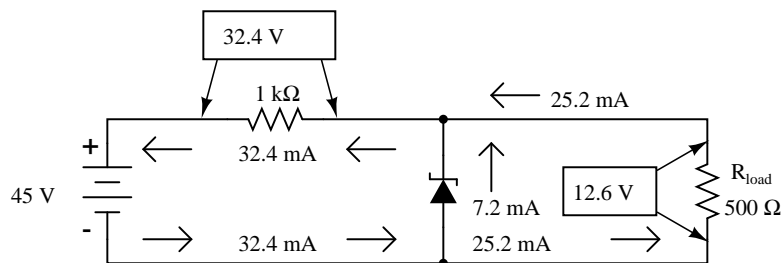 32.4 V
1 kΩ
25.2 mA
+
32.4 mA
45 V
12.6 V
R load
500 Ω
7.2 mA
-
32.4 mA
25.2 mA